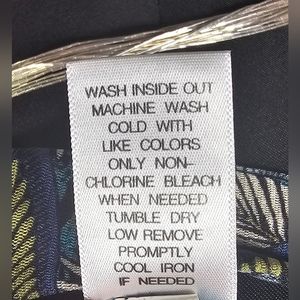 WASH INSIDE OUT
MACHINE WASH
COLD WITH
LIKE COLORS
ONLY NON-
CHLORINE BLEACH
WHEN NEEDED
TUMBLE DRY
LOW REMOVE
PROMPTLY
COOL IRON
IF NEEDED